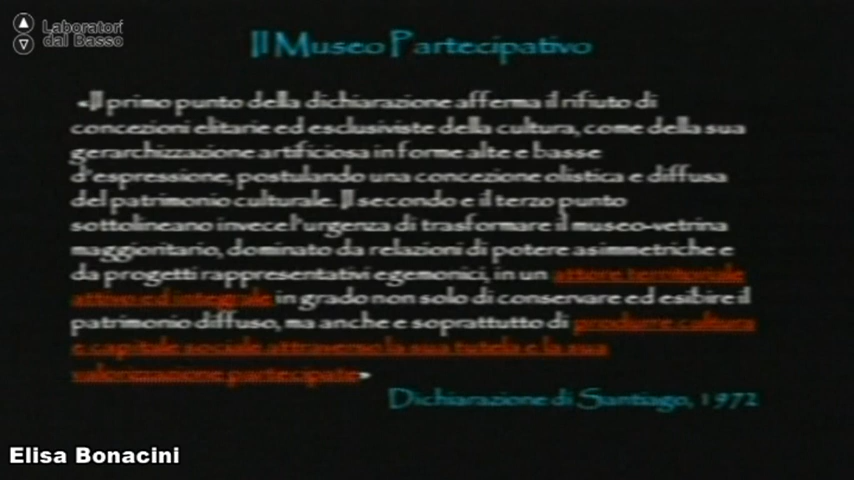 Laboratori
dal Basso
Il Museo Partecipativo
«Il primo punto della dichiarazione afferma il rifiuto di
concezioni elitarie ed esclusiviste della cultura, come della sua
gerarchizzazione artificiosa in forme alte e basse
d'espressione, postulando una concezione olistica e diffusa
del patrimonio culturale. Il secondo e il terzo punto
sottolineano invece l'urgenza di trasformare il museo-vetrina
maggioritario, dominato da relazioni di potere asimmetriche e
da progetti rappresentativi egemonici, in un attore territoriale
attivo ed integrale in grado non solo di conservare ed esibire il
patrimonio diffuso, ma anche e soprattutto di produrre cultura
e capitale sociale attraverso la sua tutela e la sua
valorizzazione partecipate»
Dichiarazione di Santiago, 1972
Elisa Bonacini